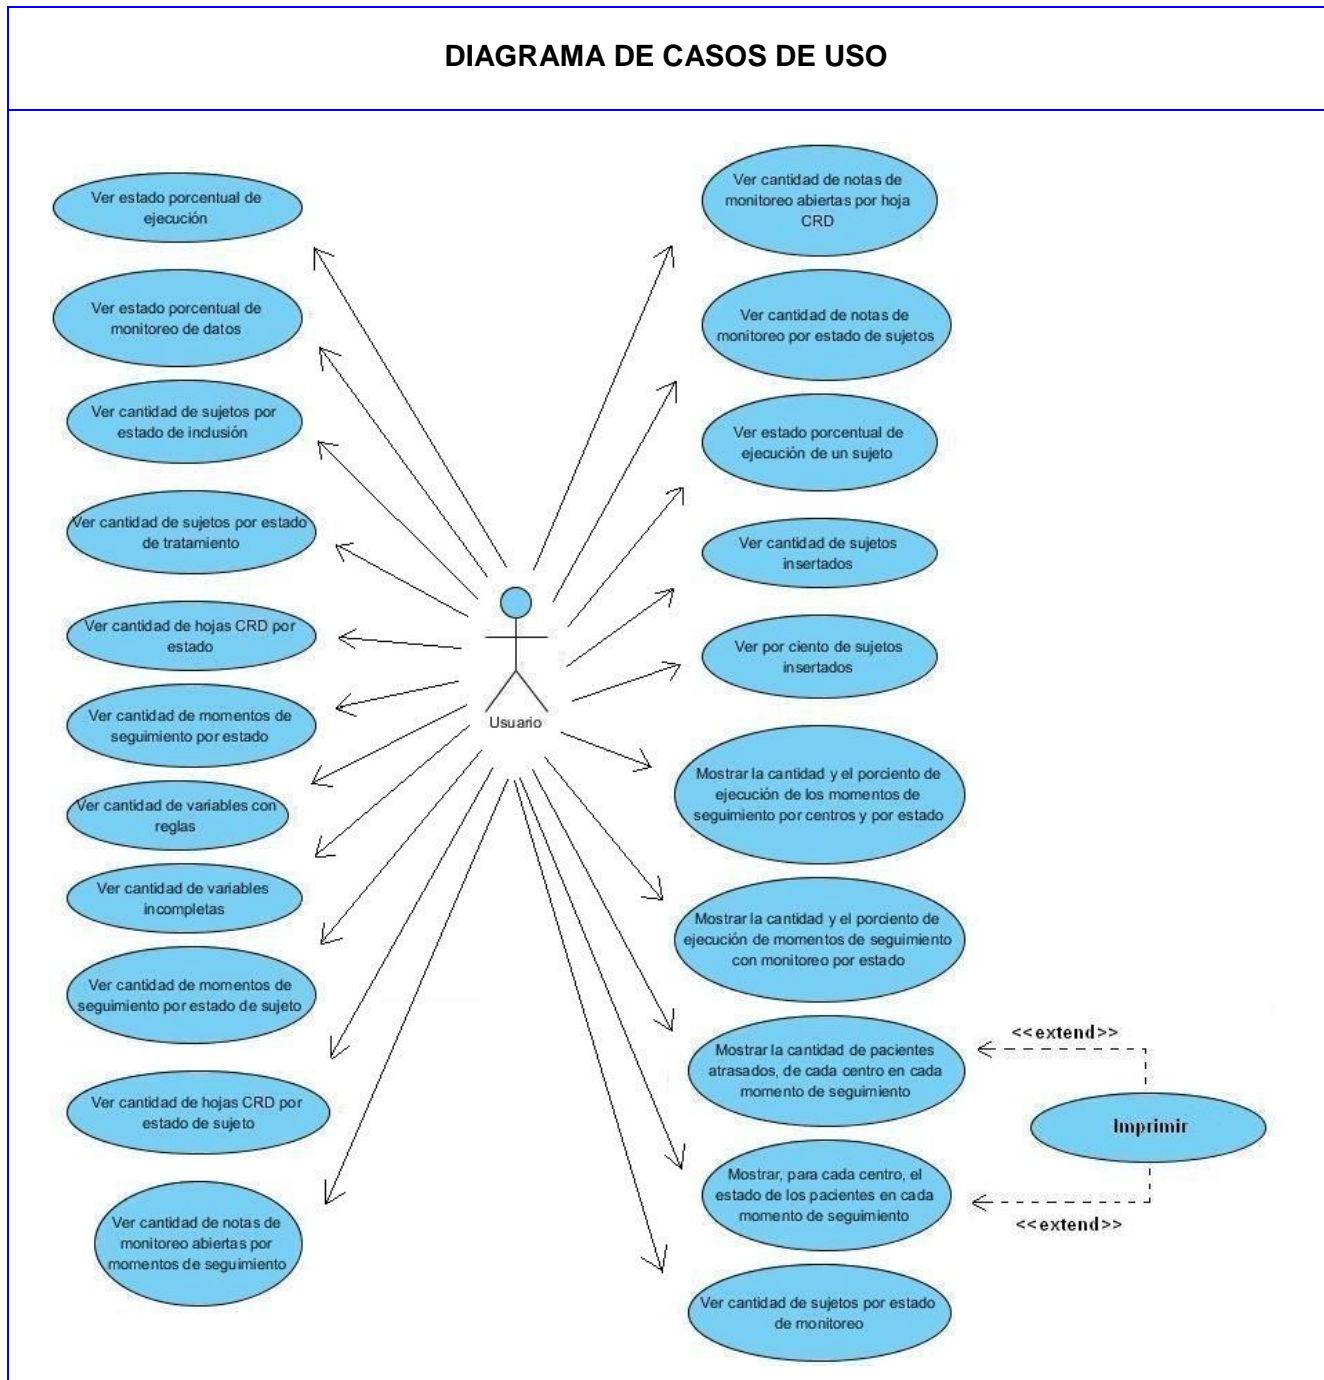 DIAGRAMA DE CASOS DE USO
Ver estado porcentual de
ejecución
Ver estado porcentual de
monitoreo de datos
Ver cantidad de sujetos por
estado de inclusión
Ver cantidad de sujetos por estado
de tratamiento
Ver cantidad de hojas CRD por
estado
Ver cantidad de momentos de
seguimiento por estado
Ver cantidad de variables con
reglas
Ver cantidad de variables
incompletas
Ver cantidad de momentos de
seguimiento por estado de sujeto
Ver cantidad de hojas CRD por
estado de sujeto
Ver cantidad de notas de
monitoreo abiertas por
momentos de seguimiento
Usuario
Ver cantidad de notas de
monitoreo abiertas por hoja
CRD
Ver cantidad de notas de
monitoreo por estado de sujetos
Ver estado porcentual de
ejecución de un sujeto
Ver cantidad de sujetos
insertados
Ver por ciento de sujetos
insertados
Mostrar la cantidad y el porciento de
ejecución de los momentos de
seguimiento por centros y por estado
Mostrar la cantidad y el porciento de
ejecución de momentos de seguimiento
con monitoreo por estado
Mostrar la cantidad de pacientes
atrasados, de cada centro en cada
momento de seguimiento
Mostrar, para cada centro, el
estado de los pacientes en cada
momento de seguimiento
Ver cantidad de sujetos por estado
de monitoreo
<<extend>>
Imprimir
<<extend>>